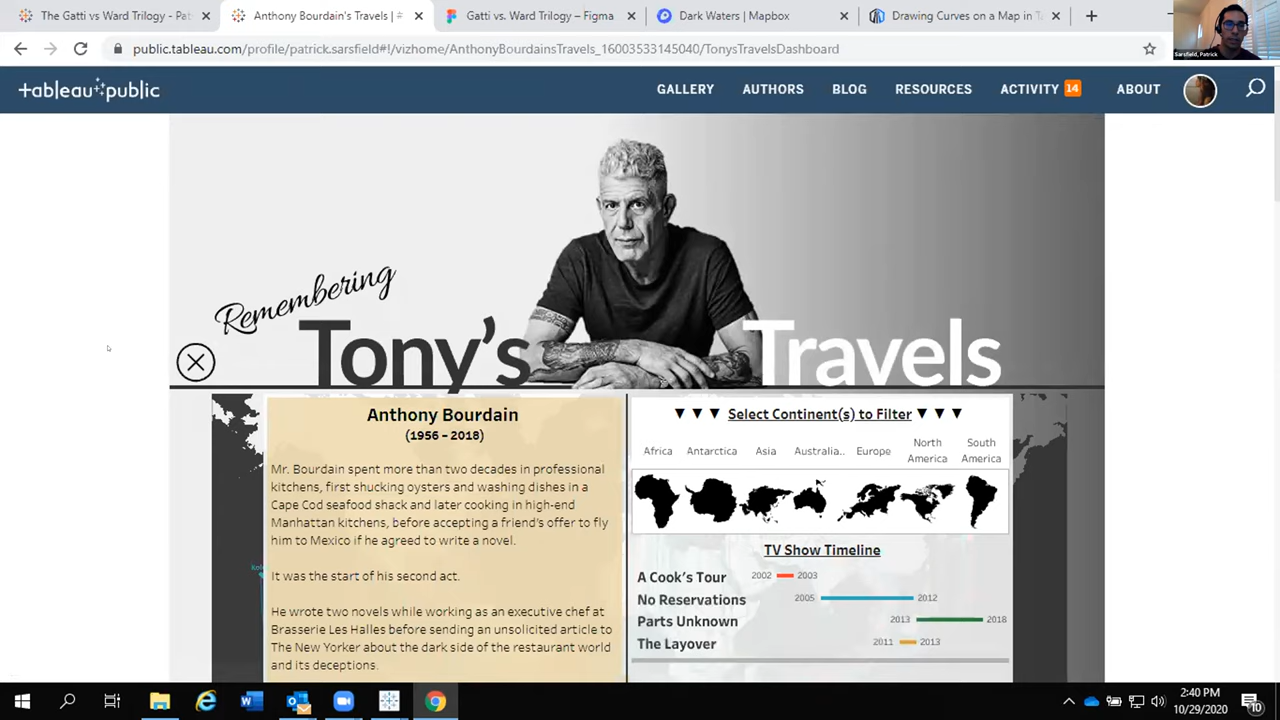 The Gatti vs Ward Trilogy - Pat
Anthony Bourdain's Travels | #
Gatti vs. Ward Trilogy – Figma
Dark Waters | Mapbox
Drawing Curves on a Map in Ta
public.tableau.com/profile/patrick.sarsfield#!/vizhome/AnthonyBourdainsTravels_16003533145040/TonysTravelsDashboard
Sarsfield, Patrick
+ableau+public
GALLERY
AUTHORS
BLOG
RESOURCES
ACTIVITY 14
ABOUT
Remembering
Tony's Travels
Anthony Bourdain
(1956 – 2018)
Mr. Bourdain spent more than two decades in professional
kitchens, first shucking oysters and washing dishes in a
Cape Cod seafood shack and later cooking in high-end
Manhattan kitchens, before accepting a friend's offer to fly
him to Mexico if he agreed to write a novel.
It was the start of his second act.
He wrote two novels while working as an executive chef at
Brasserie Les Halles before sending an unsolicited article to
The New Yorker about the dark side of the restaurant world
and its deceptions.
▼ ▼ ▼ Select Continent(s) to Filter ▼ ▼ ▼
Africa
Antarctica
Asia
Australia..
Europe
North
America
South
America
TV Show Timeline
A Cook's Tour 2002 2003
No Reservations 2005 2012
Parts Unknown 2013 2018
The Layover 2011 2013
2:40 PM
10/29/2020
10